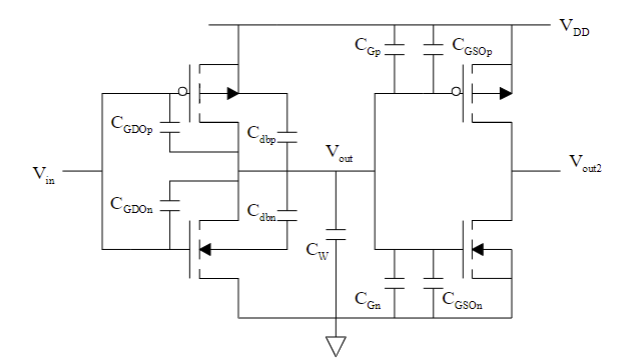 V_DD
C_Gp
C_GSOp
C_GDOp
C_dbp
V_out
V_in
V_out2
C_GDOn
C_dbn
C_W
C_Gn
C_GSOn